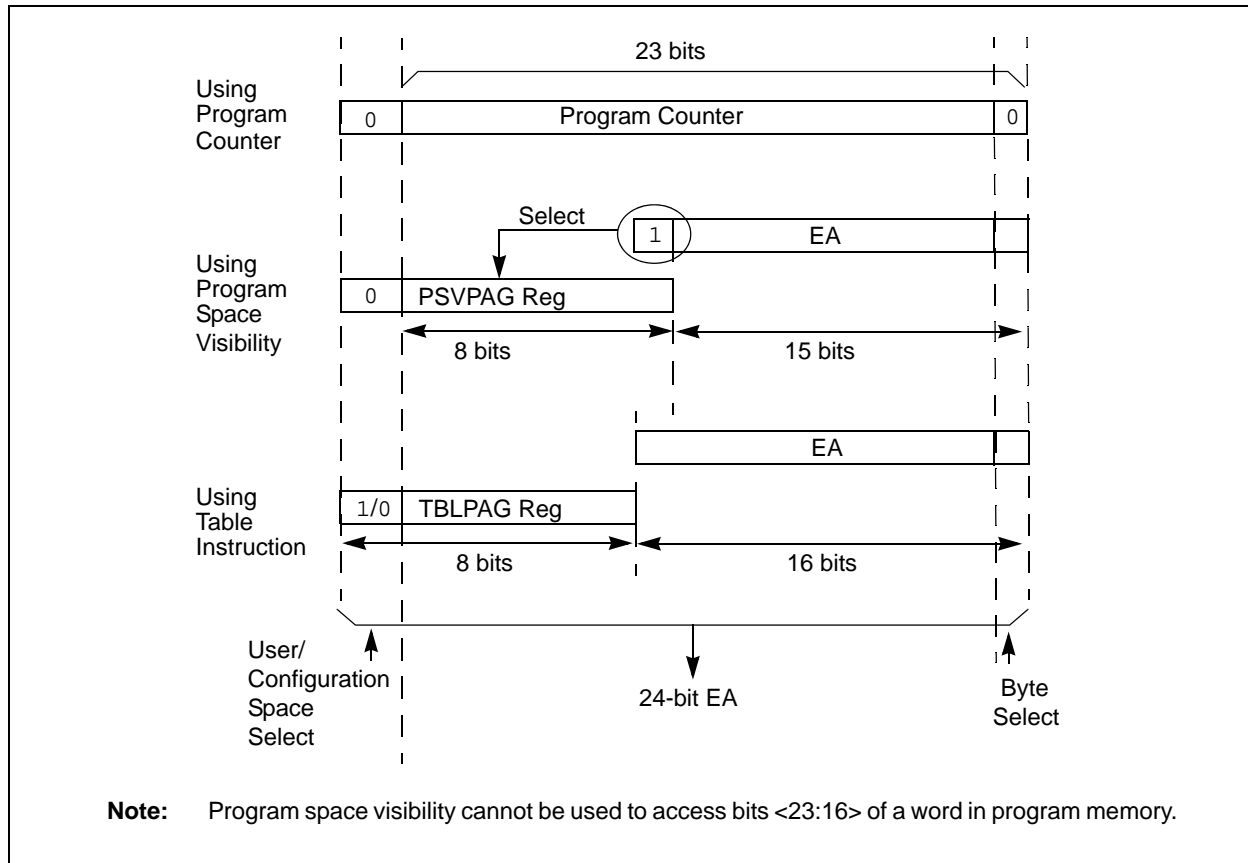 23 bits
Using
Program
Counter
0
Program Counter
0
Select
1
EA
Using
Program
Space
Visibility
0
PSVPAG Reg
8 bits
15 bits
EA
Using
Table
Instruction
1/0
TBLPAG Reg
8 bits
16 bits
User/
Configuration
Space
Select
24-bit EA
Byte
Select
Note: Program space visibility cannot be used to access bits <23:16> of a word in program memory.